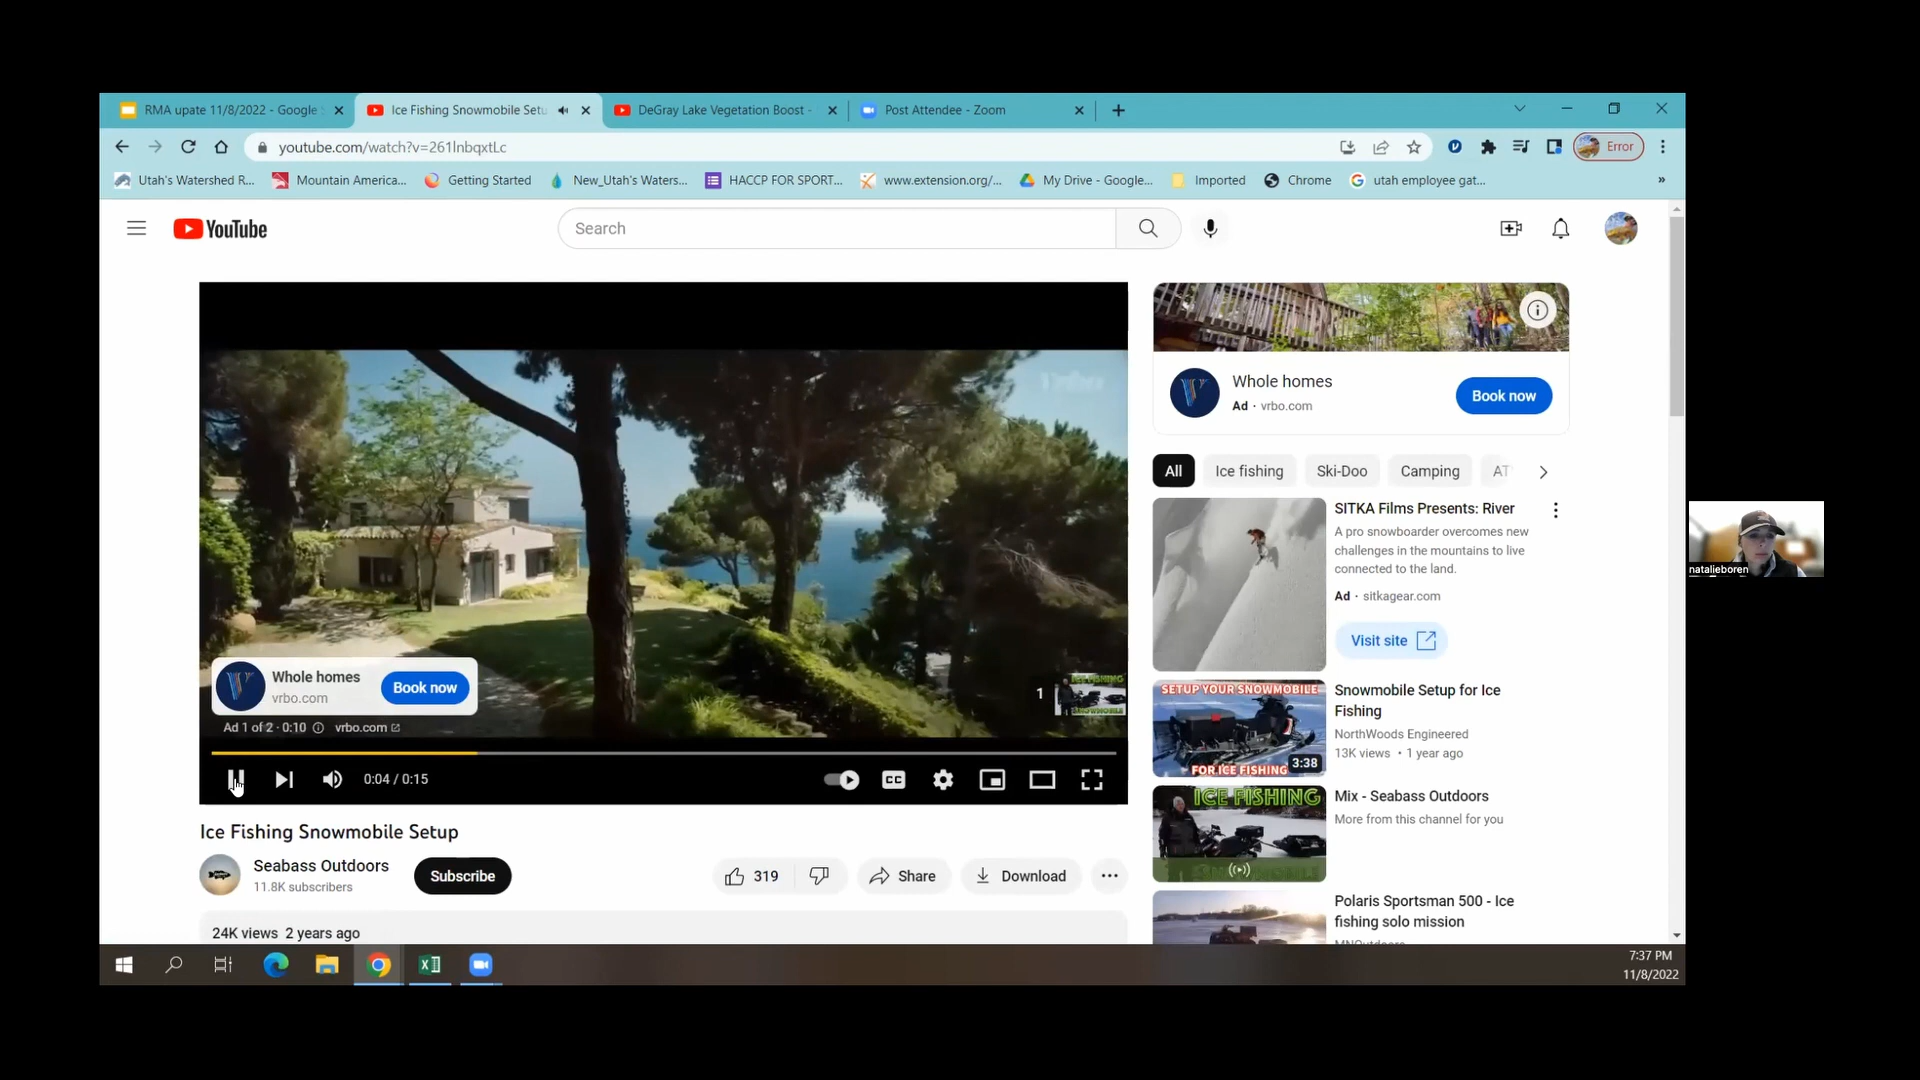 RMA upate 11/8/2022 - Google
Ice Fishing Snowmobile Setu
DeGray Lake Vegetation Boost -
Post Attendee - Zoom
youtube.com/watch?v=261lnbqxtLc
Error
Utah's Watershed R...
Mountain America...
Getting Started
New_Utah's Waters...
HACCP FOR SPORT...
www.extension.org/...
My Drive - Google...
Imported
Chrome
utah employee gat...
»
YouTube
Search
Whole homes
Ad · vrbo.com
Book now
All
Ice fishing
Ski-Doo
Camping
AT
SITKA Films Presents: River
A pro snowboarder overcomes new
challenges in the mountains to live
connected to the land.
Ad · sitkagear.com
Visit site
SETUP YOUR SNOWMOBILE
FOR ICE FISHING
3:38
Snowmobile Setup for Ice
Fishing
NorthWoods Engineered
13K views • 1 year ago
ICE FISHING
Mix - Seabass Outdoors
More from this channel for you
Polaris Sportsman 500 - Ice
fishing solo mission
Whole homes
vrbo.com
Book now
Ad 1 of 2 · 0:10
vrbo.com
1
ICE FISHING
SNOWMOBILE
0:04 / 0:15
CC
Ice Fishing Snowmobile Setup
Seabass Outdoors
11.8K subscribers
Subscribe
319
Share
Download
24K views 2 years ago
natalieboren
7:37 PM
11/8/2022